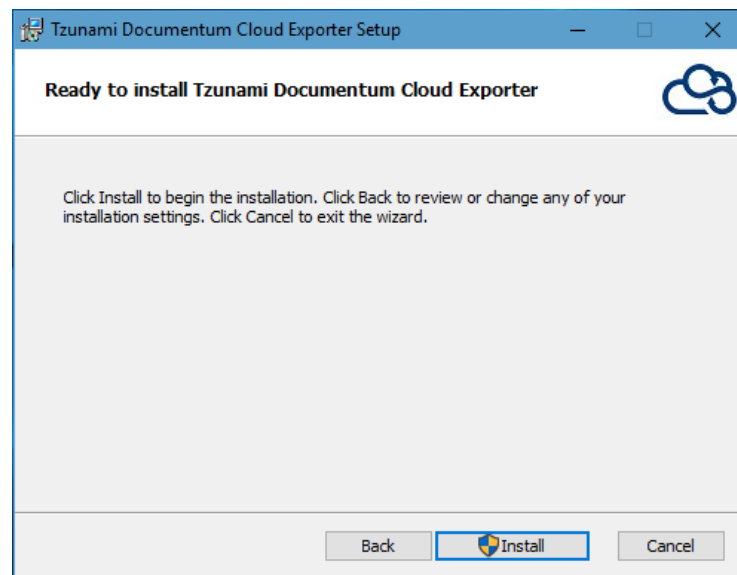 Tzunami Documentum Cloud Exporter Setup
Ready to install Tzunami Documentum Cloud Exporter
Click Install to begin the installation. Click Back to review or change any of your
installation settings. Click Cancel to exit the wizard.
Back Install Cancel